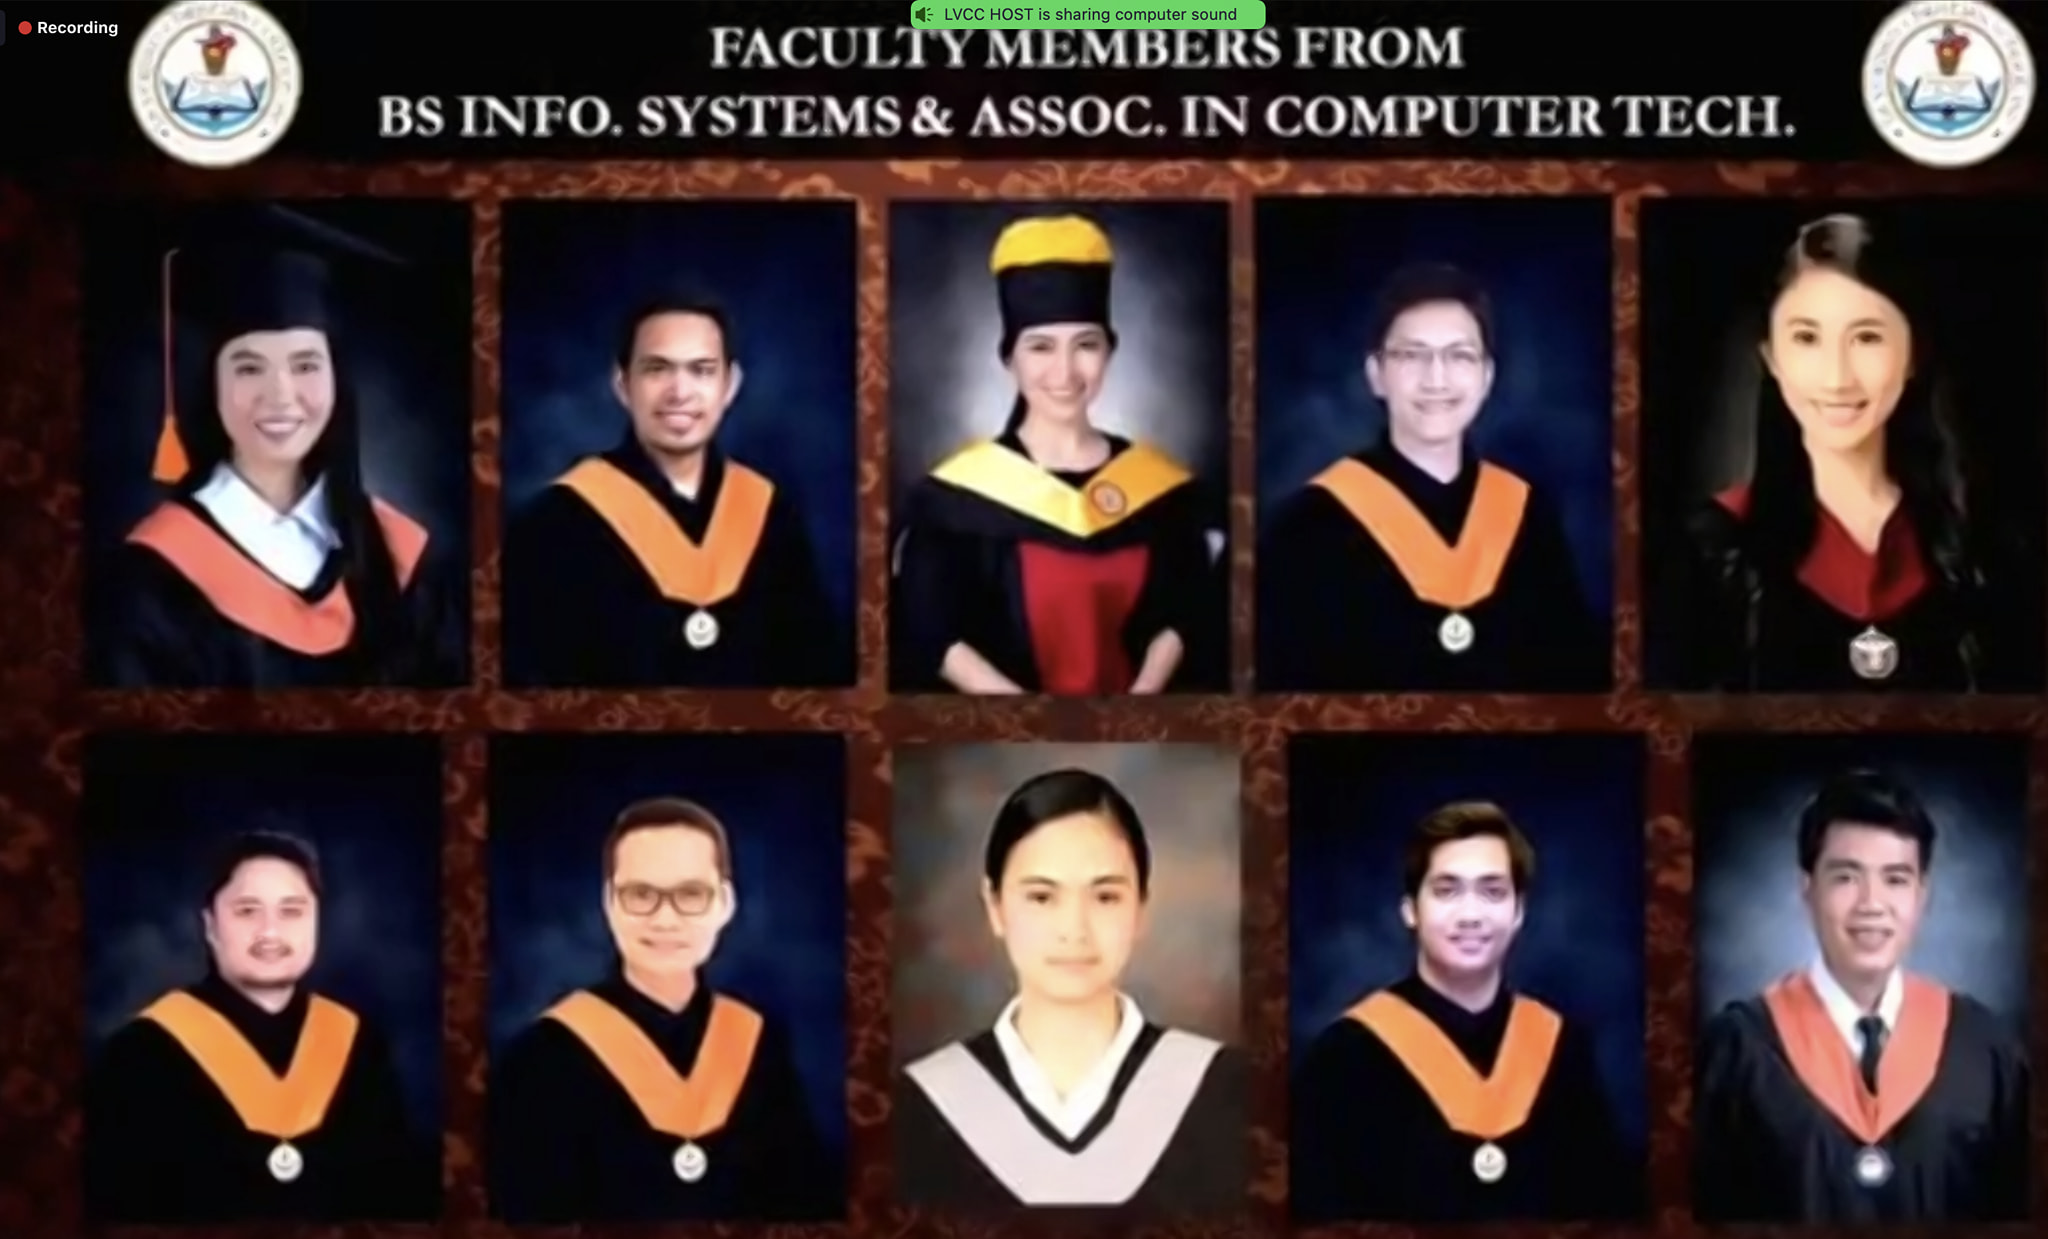 LVCC HOST is sharing computer sound
Recording
FACULTY MEMBERS FROM
BS INFO. SYSTEMS & ASSOC. IN COMPUTER TECH.